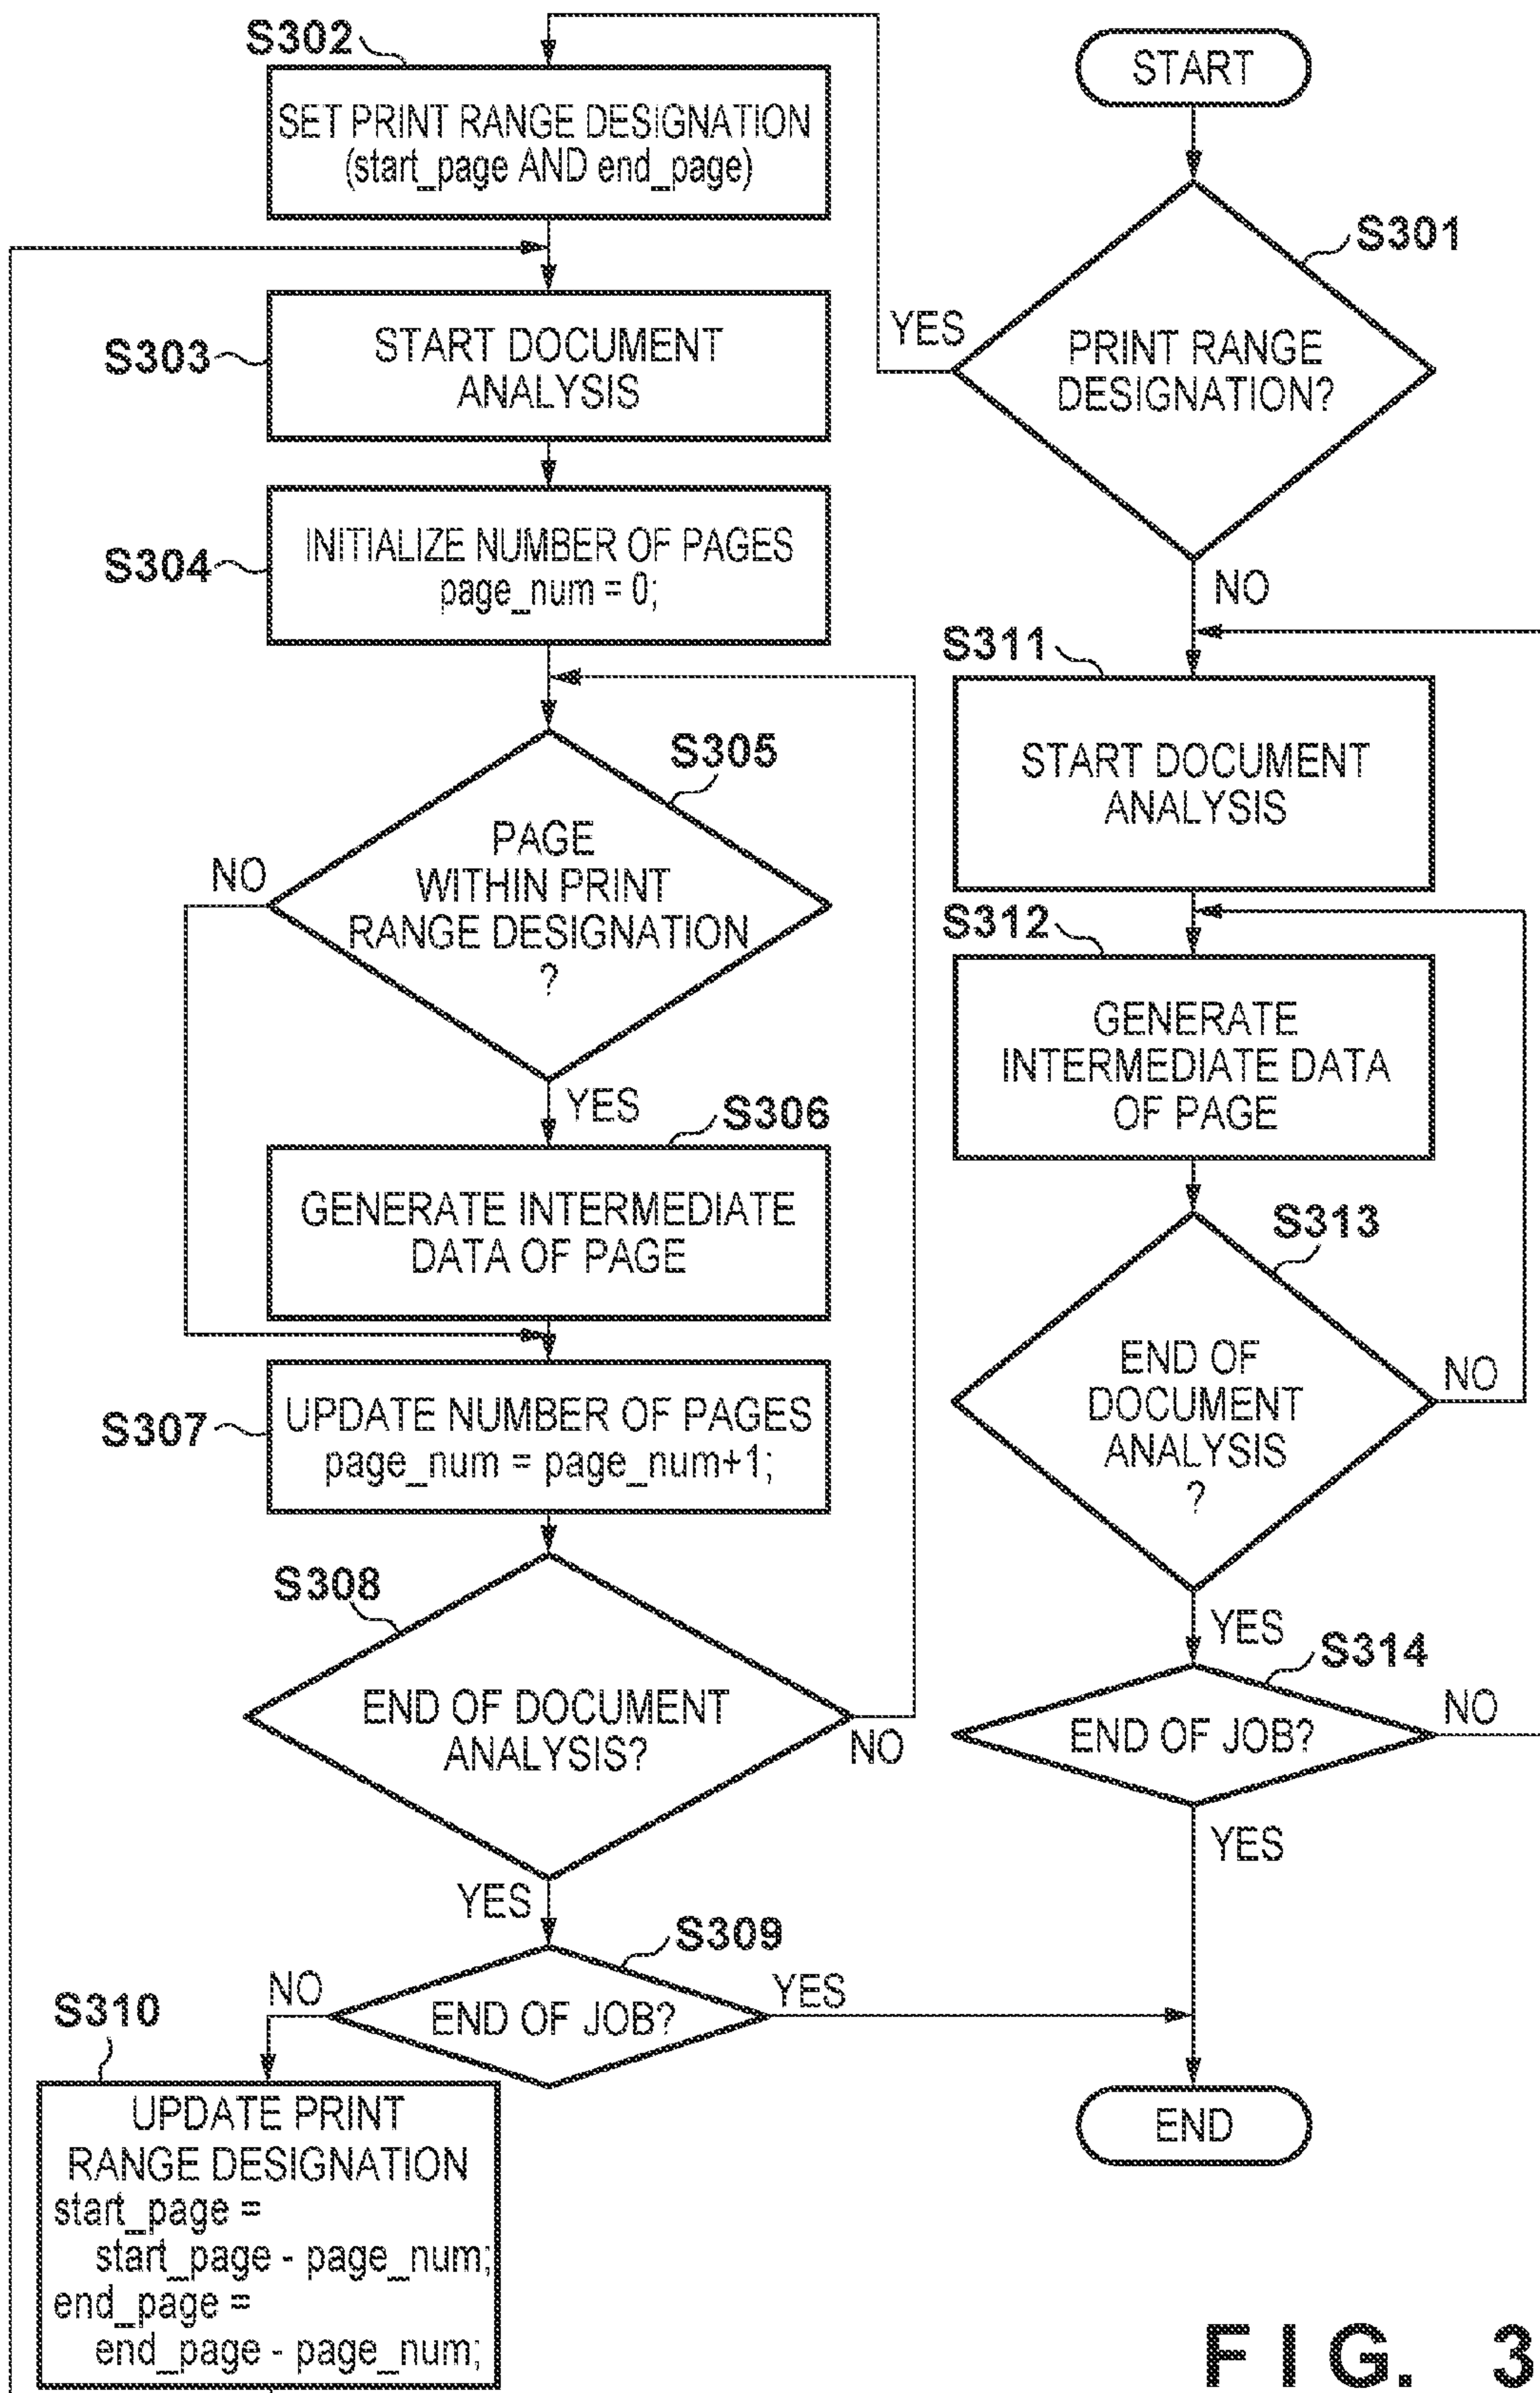 START
S301
PRINT RANGE
DESIGNATION?
YES
NO
S302
SET PRINT RANGE DESIGNATION
(start_page AND end_page)
S303
START DOCUMENT
ANALYSIS
S304
INITIALIZE NUMBER OF PAGES
page_num = 0;
S305
PAGE
WITHIN PRINT
RANGE DESIGNATION
?
NO
YES
S306
GENERATE INTERMEDIATE
DATA OF PAGE
S307
UPDATE NUMBER OF PAGES
page_num = page_num+1;
S308
END OF DOCUMENT
ANALYSIS?
NO
YES
S309
END OF JOB?
NO
YES
S310
UPDATE PRINT
RANGE DESIGNATION
start_page =
start_page - page_num;
end_page =
end_page - page_num;
S311
START DOCUMENT
ANALYSIS
S312
GENERATE
INTERMEDIATE DATA
OF PAGE
S313
END OF
DOCUMENT
ANALYSIS
?
NO
YES
S314
END OF JOB?
NO
YES
END
FIG. 3